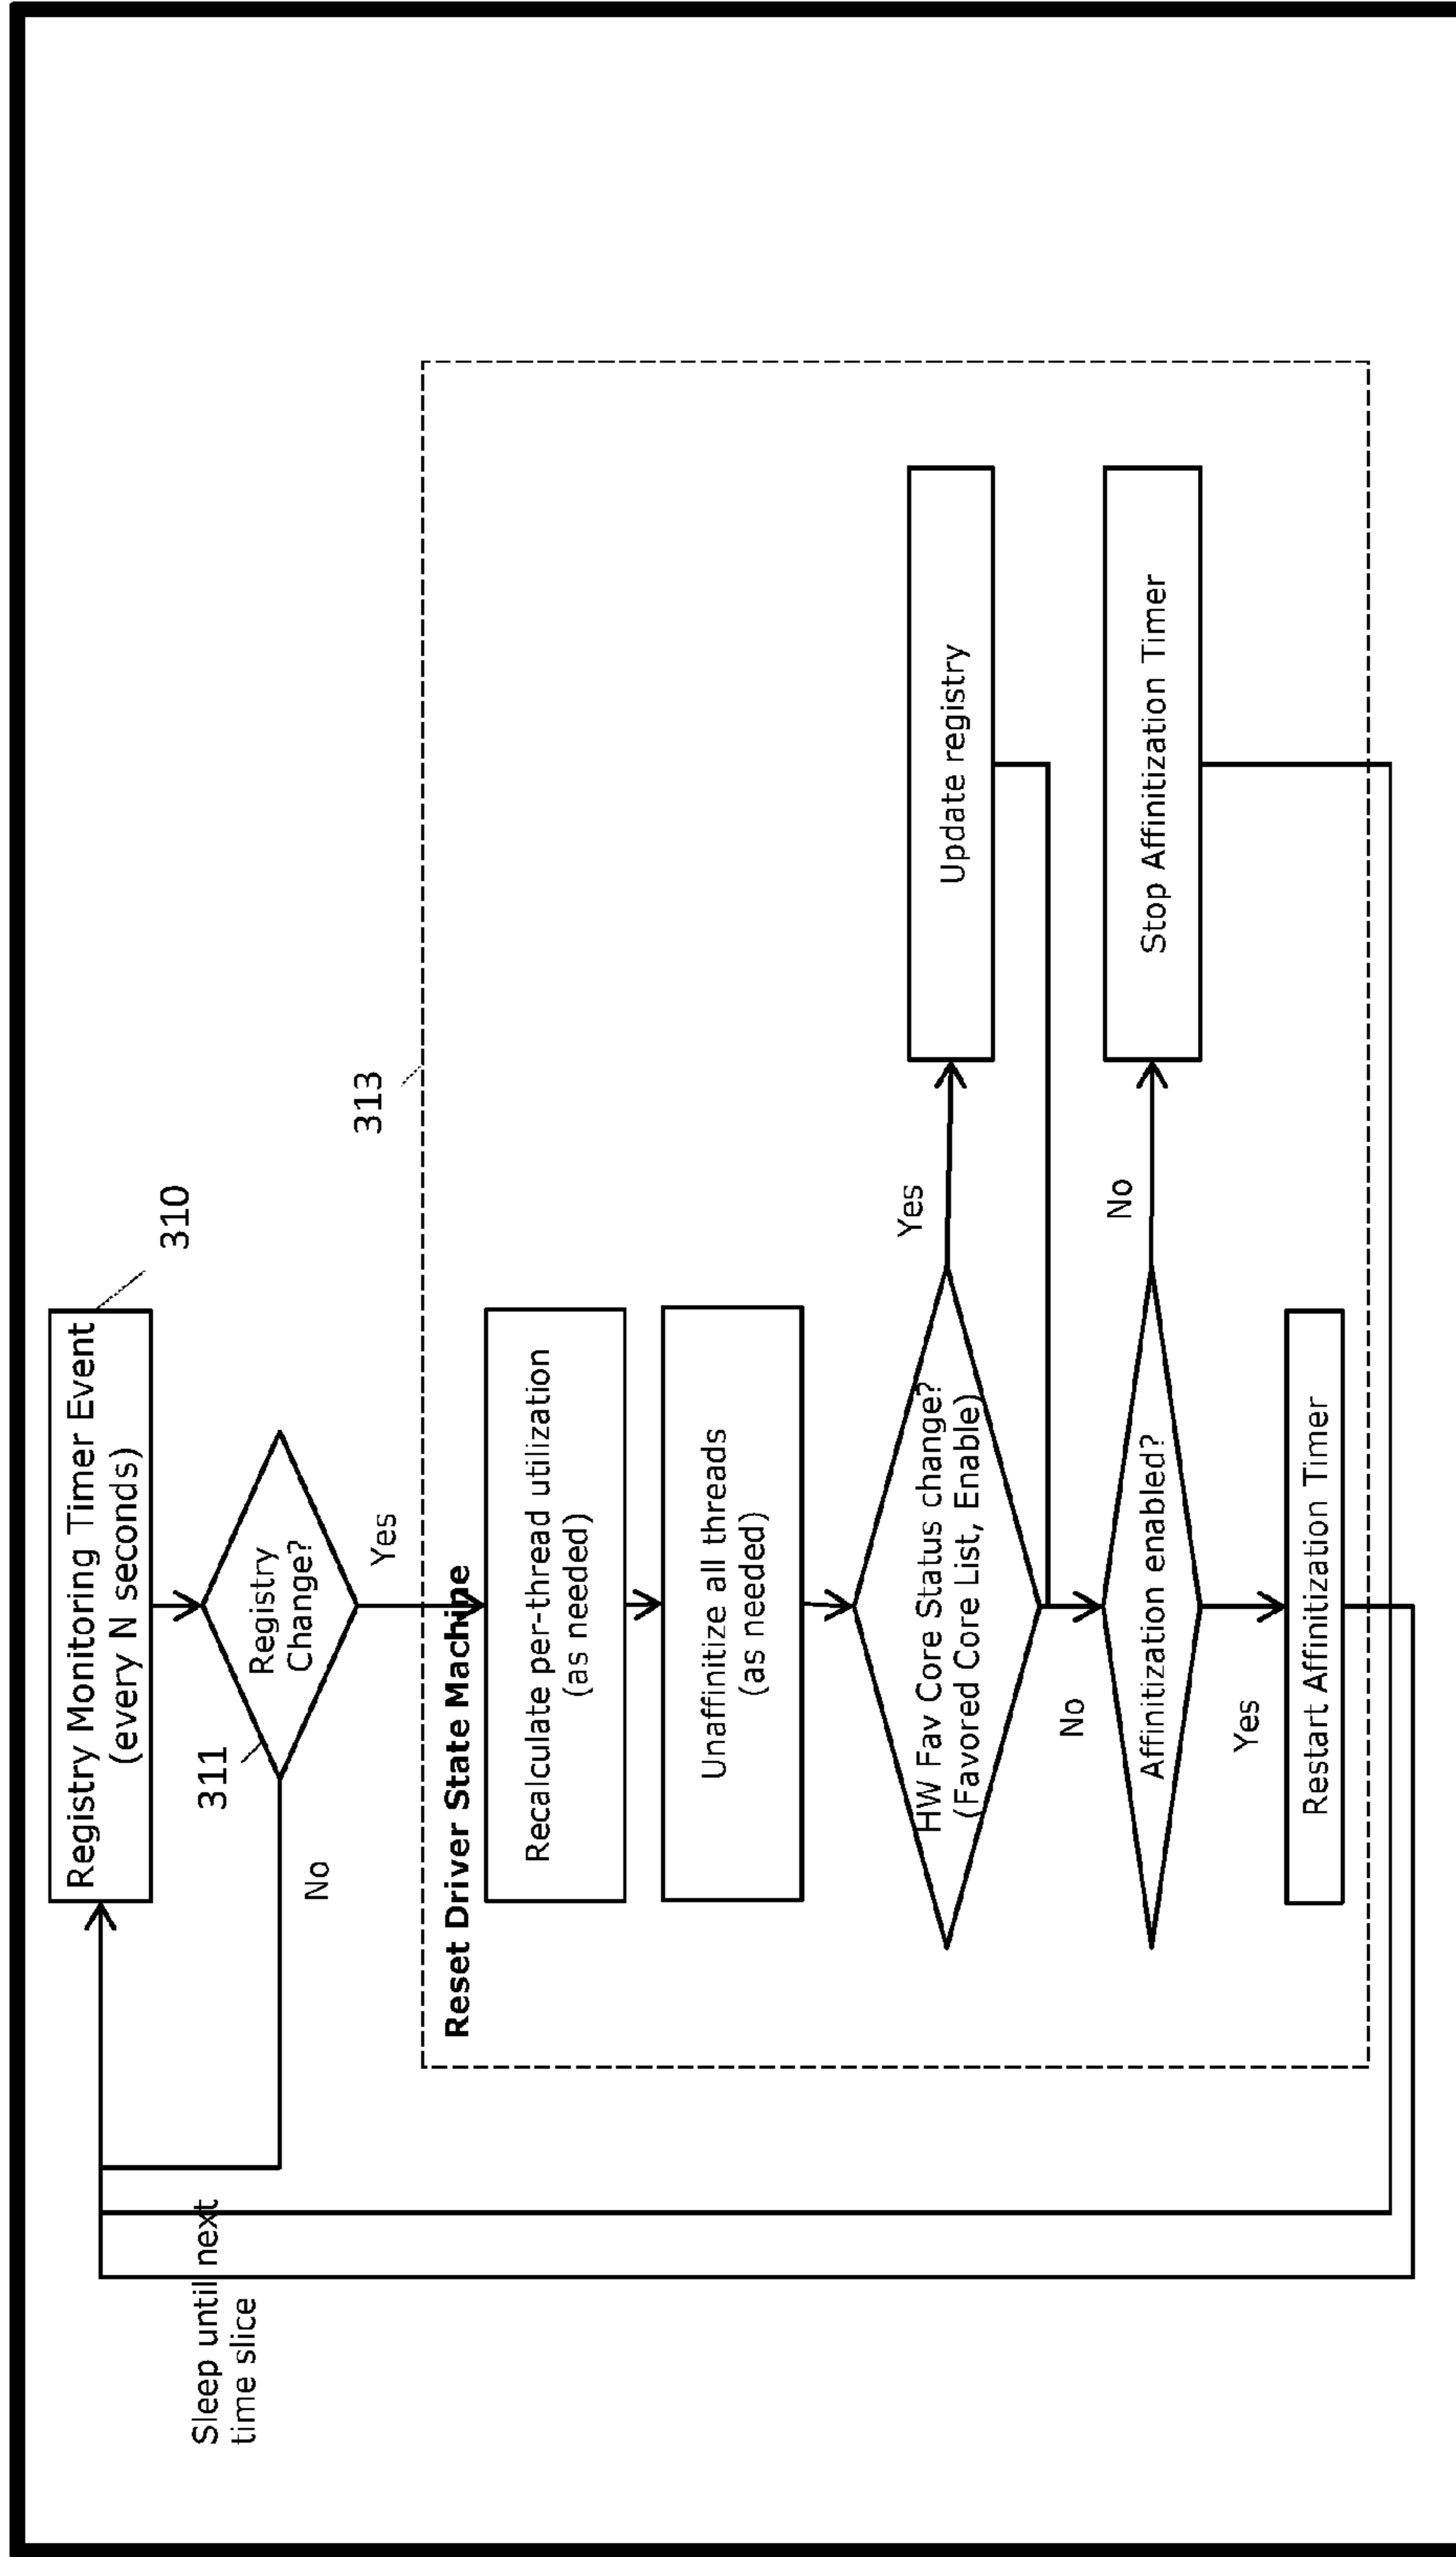 Registry Monitoring Timer Event
(every N seconds)
310
311
Registry
Change?
No
Yes
Sleep until next
time slice
313
Reset Driver State Machine
Recalculate per-thread utilization
(as needed)
Unaffinitize all threads
(as needed)
HW Fav Core Status change?
(Favored Core List, Enable)
Yes
Update registry
No
Affinitization enabled?
No
Stop Affinitization Timer
Yes
Restart Affinitization Timer